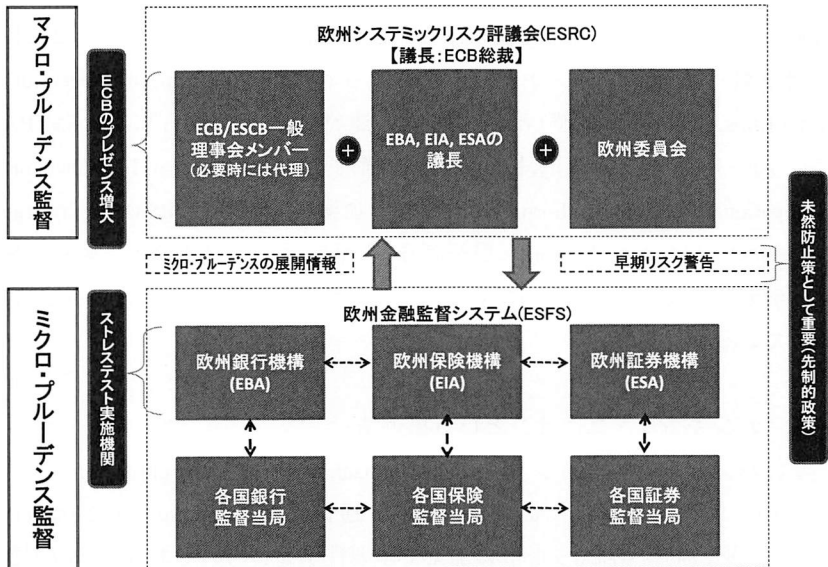 マクロ・プルーデンス監督
ECBのプレゼンス増大
欧州システミックリスク評議会(ESRC)
【議長:ECB総裁】
ECB/ESCB一般
理事会メンバー
(必要時には代理)
+
EBA, EIA, ESAの
議長
+
欧州委員会
ミクロ・プルーデンスの展開情報
早期リスク警告
未然防止策として重要(先制的政策)
ミクロ・プルーデンス監督
ストレステスト実施機関
欧州金融監督システム(ESFS)
欧州銀行機構
(EBA)
欧州保険機構
(EIA)
欧州証券機構
(ESA)
各国銀行
監督当局
各国保険
監督当局
各国証券
監督当局